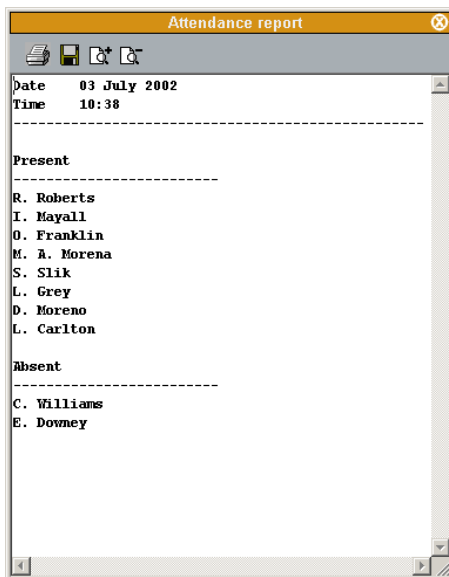 Attendance report
Date    03 July 2002
Time    10:38
---------------------------------------------------
Present
-------------------------
R. Roberts
I. Mayall
O. Franklin
M. A. Morena
S. Slik
L. Grey
D. Moreno
L. Carlton
Absent
-------------------------
C. Williams
E. Downey